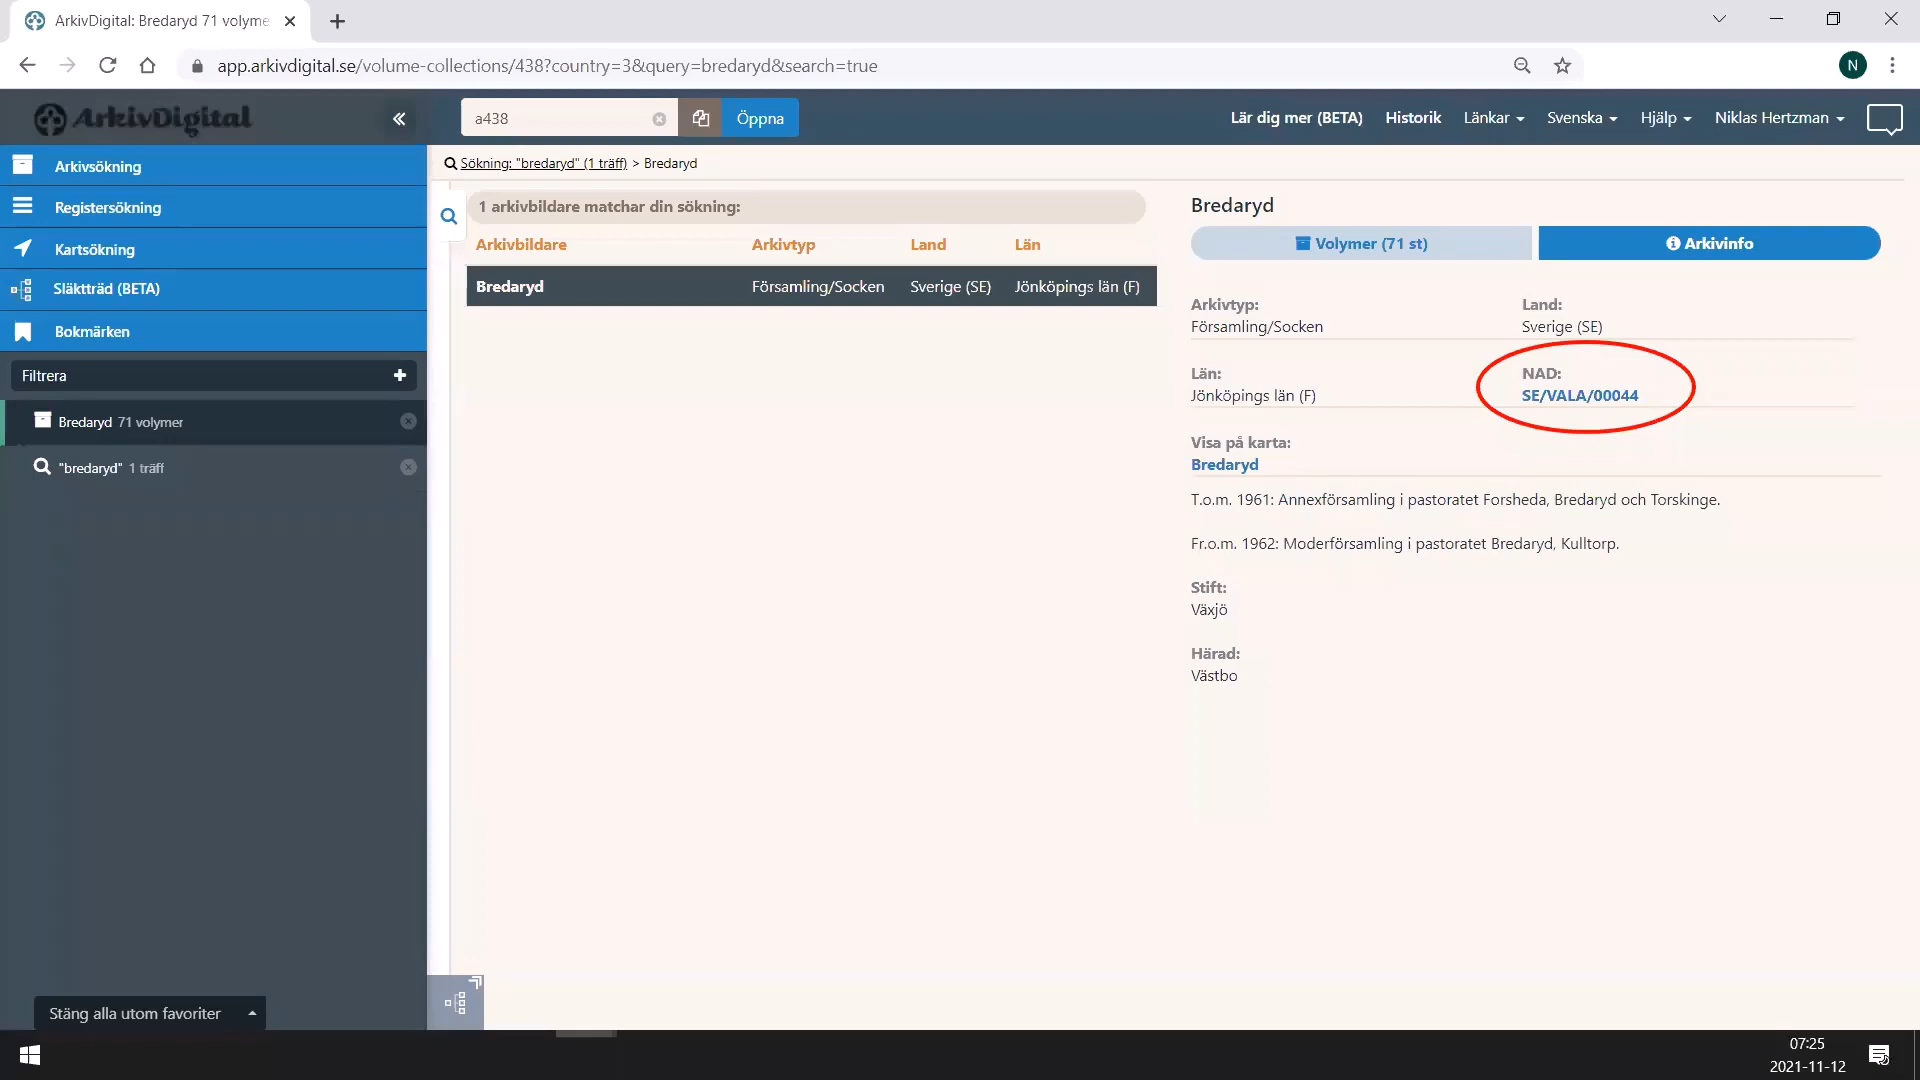 ArkivDigital: Bredaryd 71 volyme
app.arkivdigital.se/volume-collections/438?country=3&query=bredaryd&search=true
N
ArkivDigital
a438
Öppna
Lär dig mer (BETA)
Historik
Länkar
Svenska
Hjälp
Niklas Hertzman
Arkivsökning
Registersökning
Kartsökning
Släktträd (BETA)
Bokmärken
Filtrera
Bredaryd 71 volymer
"bredaryd" 1 träff
Stäng alla utom favoriter
Sökning: "bredaryd" (1 träff) > Bredaryd
1 arkivbildare matchar din sökning:
Arkivbildare Arkivtyp Land Län
Bredaryd Församling/Socken Sverige (SE) Jönköpings län (F)
Bredaryd
Volymer (71 st)
Arkivinfo
Arkivtyp: Land:
Församling/Socken Sverige (SE)
Län: NAD:
Jönköpings län (F) SE/VALA/00044
Visa på karta:
Bredaryd
T.o.m. 1961: Annexförsamling i pastoratet Forsheda, Bredaryd och Torskinge.
Fr.o.m. 1962: Moderförsamling i pastoratet Bredaryd, Kulltorp.
Stift:
Växjö
Härad:
Västbo
07:25
2021-11-12